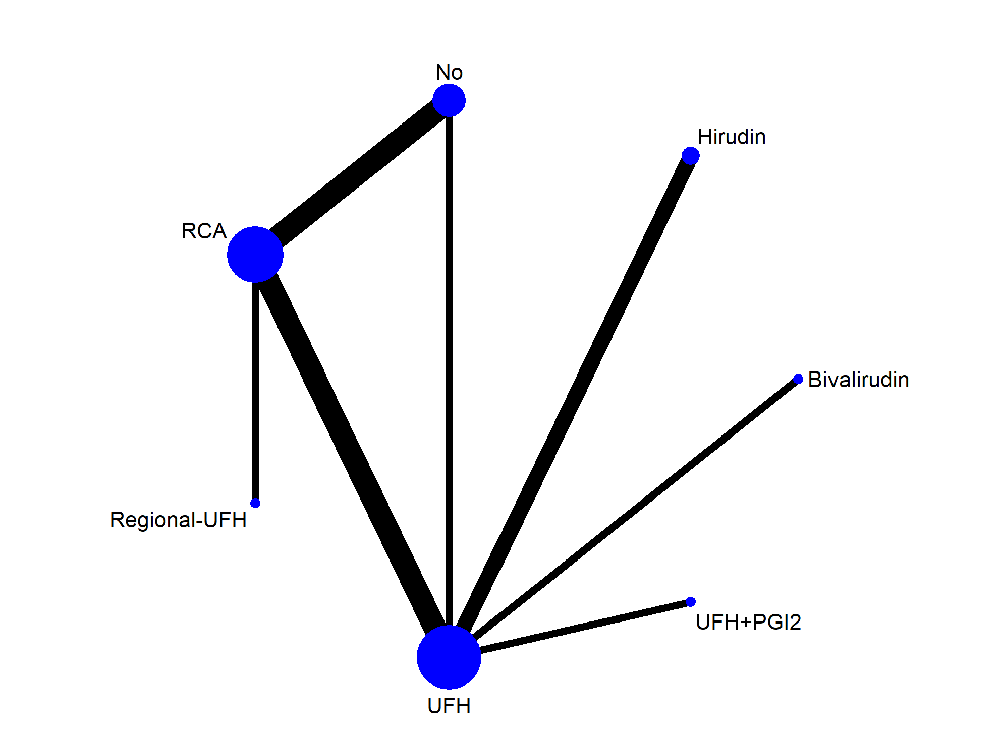 No
Hirudin
RCA
Bivalirudin
Regional-UFH
UFH+PGI2
UFH